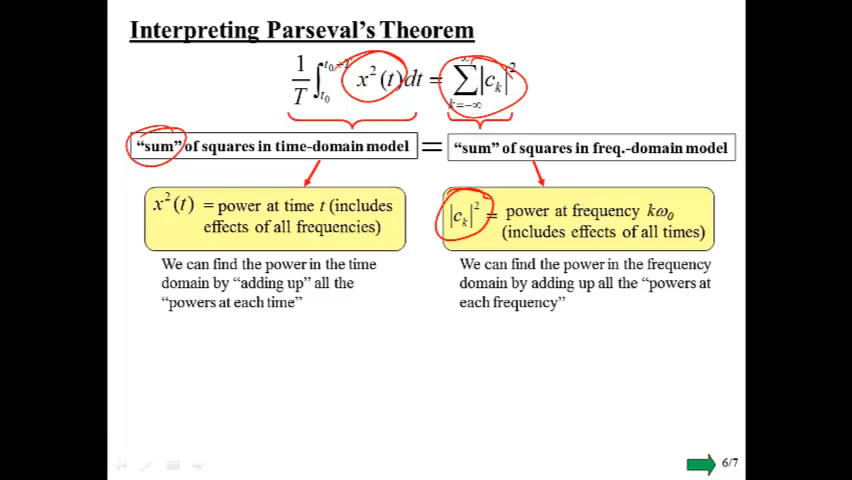 Interpreting Parseval's Theorem
1/T ∫_{t₀}^{t₀+T} x²(t)dt = ∑_{k=-∞}^{∞} |c_k|²
"sum" of squares in time-domain model = "sum" of squares in freq.-domain model
x²(t) = power at time t (includes
effects of all frequencies)
|c_k|² = power at frequency kω₀
(includes effects of all times)
We can find the power in the time
domain by "adding up" all the
"powers at each time"
We can find the power in the frequency
domain by adding up all the "powers at
each frequency"
6/7